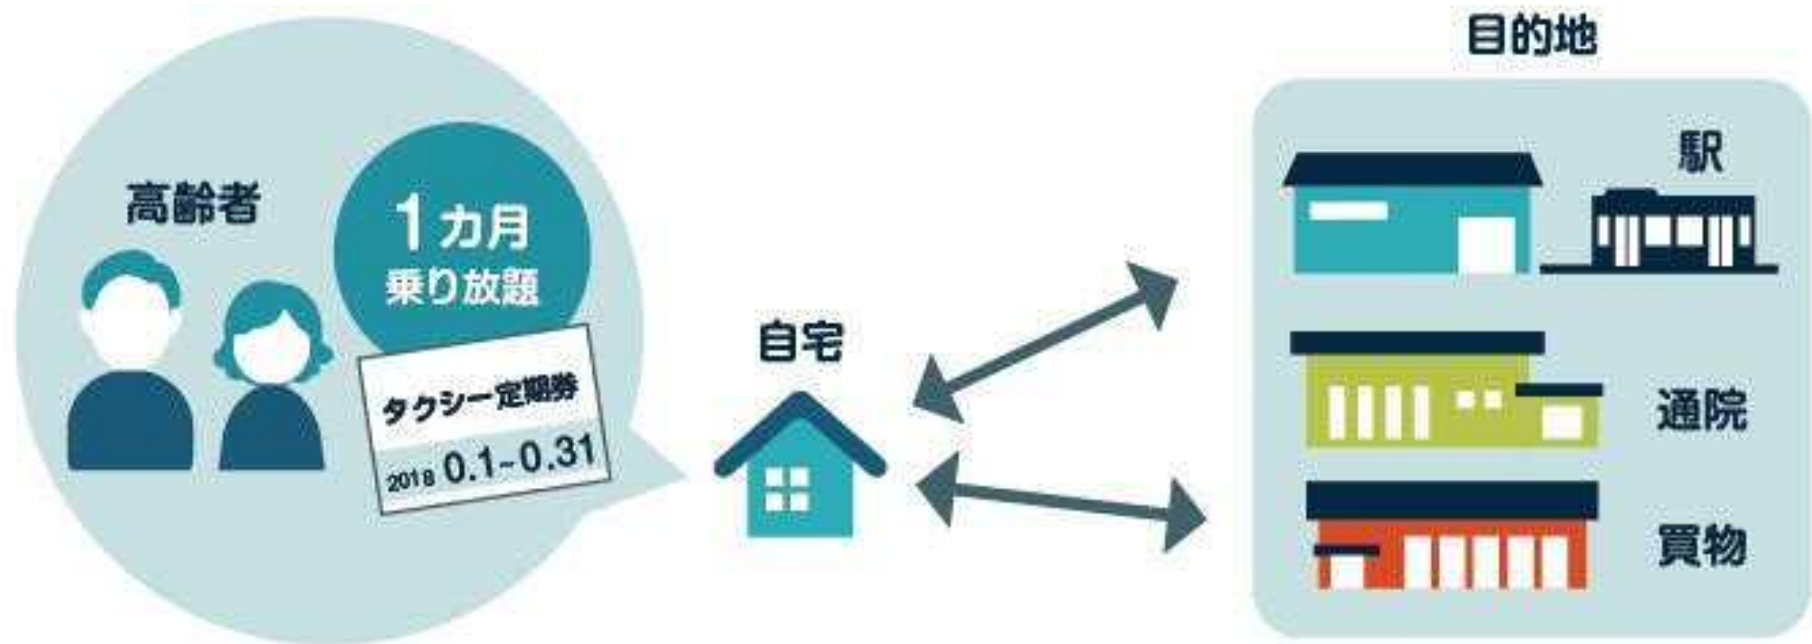 高齢者
1カ月
乗り放題
タクシー定期券
2018 0.1~0.31
自宅
目的地
駅
通院
買物